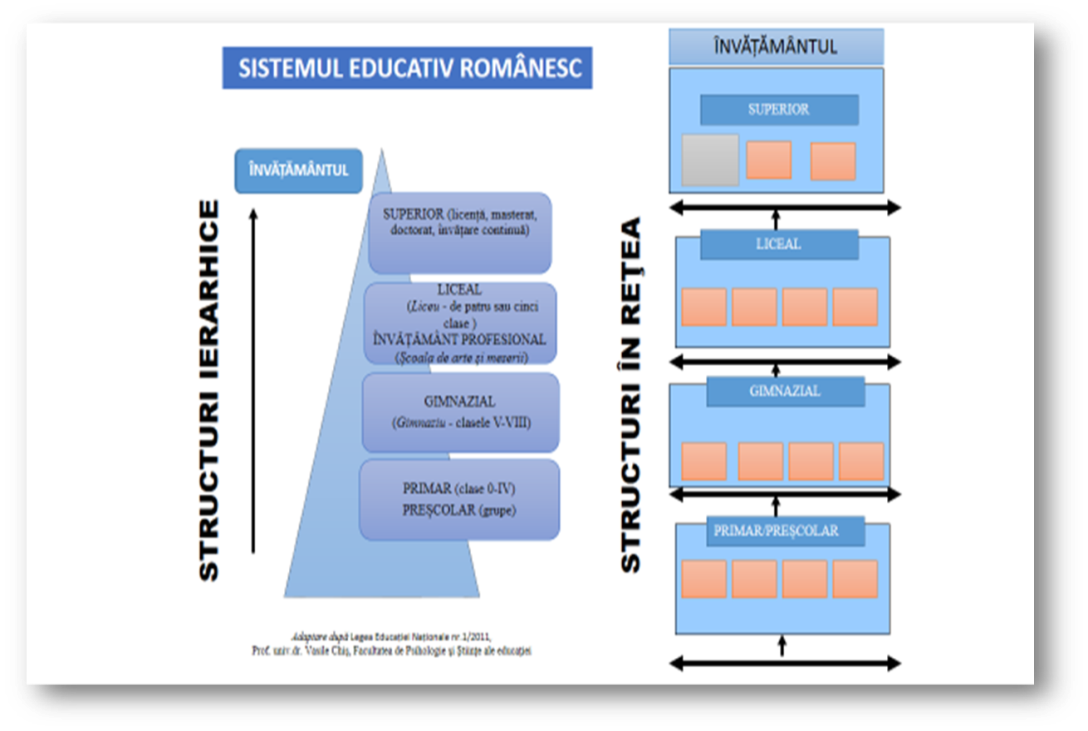 SISTEMUL EDUCATIV ROMÂNESC
STRUCTURI IERARHICE
ÎNVĂȚĂMÂNTUL
SUPERIOR (licență, masterat,
doctorat, învățare continuă)
LICEAL
(Liceu - de patru sau cinci
clase )
ÎNVĂȚĂMÂNT PROFESIONAL
(Școala de arte și meserii)
GIMNAZIAL
(Gimnaziu - clasele V-VIII)
PRIMAR (clase 0-IV)
PREȘCOLAR (grupe)
Adaptare după Legea Educației Naționale nr.1/2011,
Prof. univ.dr. Vasile Chiș, Facultatea de Psihologie și Științe ale educației
STRUCTURI ÎN REŢEA
ÎNVĂȚĂMÂNTUL
SUPERIOR
LICEAL
GIMNAZIAL
PRIMAR/PREȘCOLAR